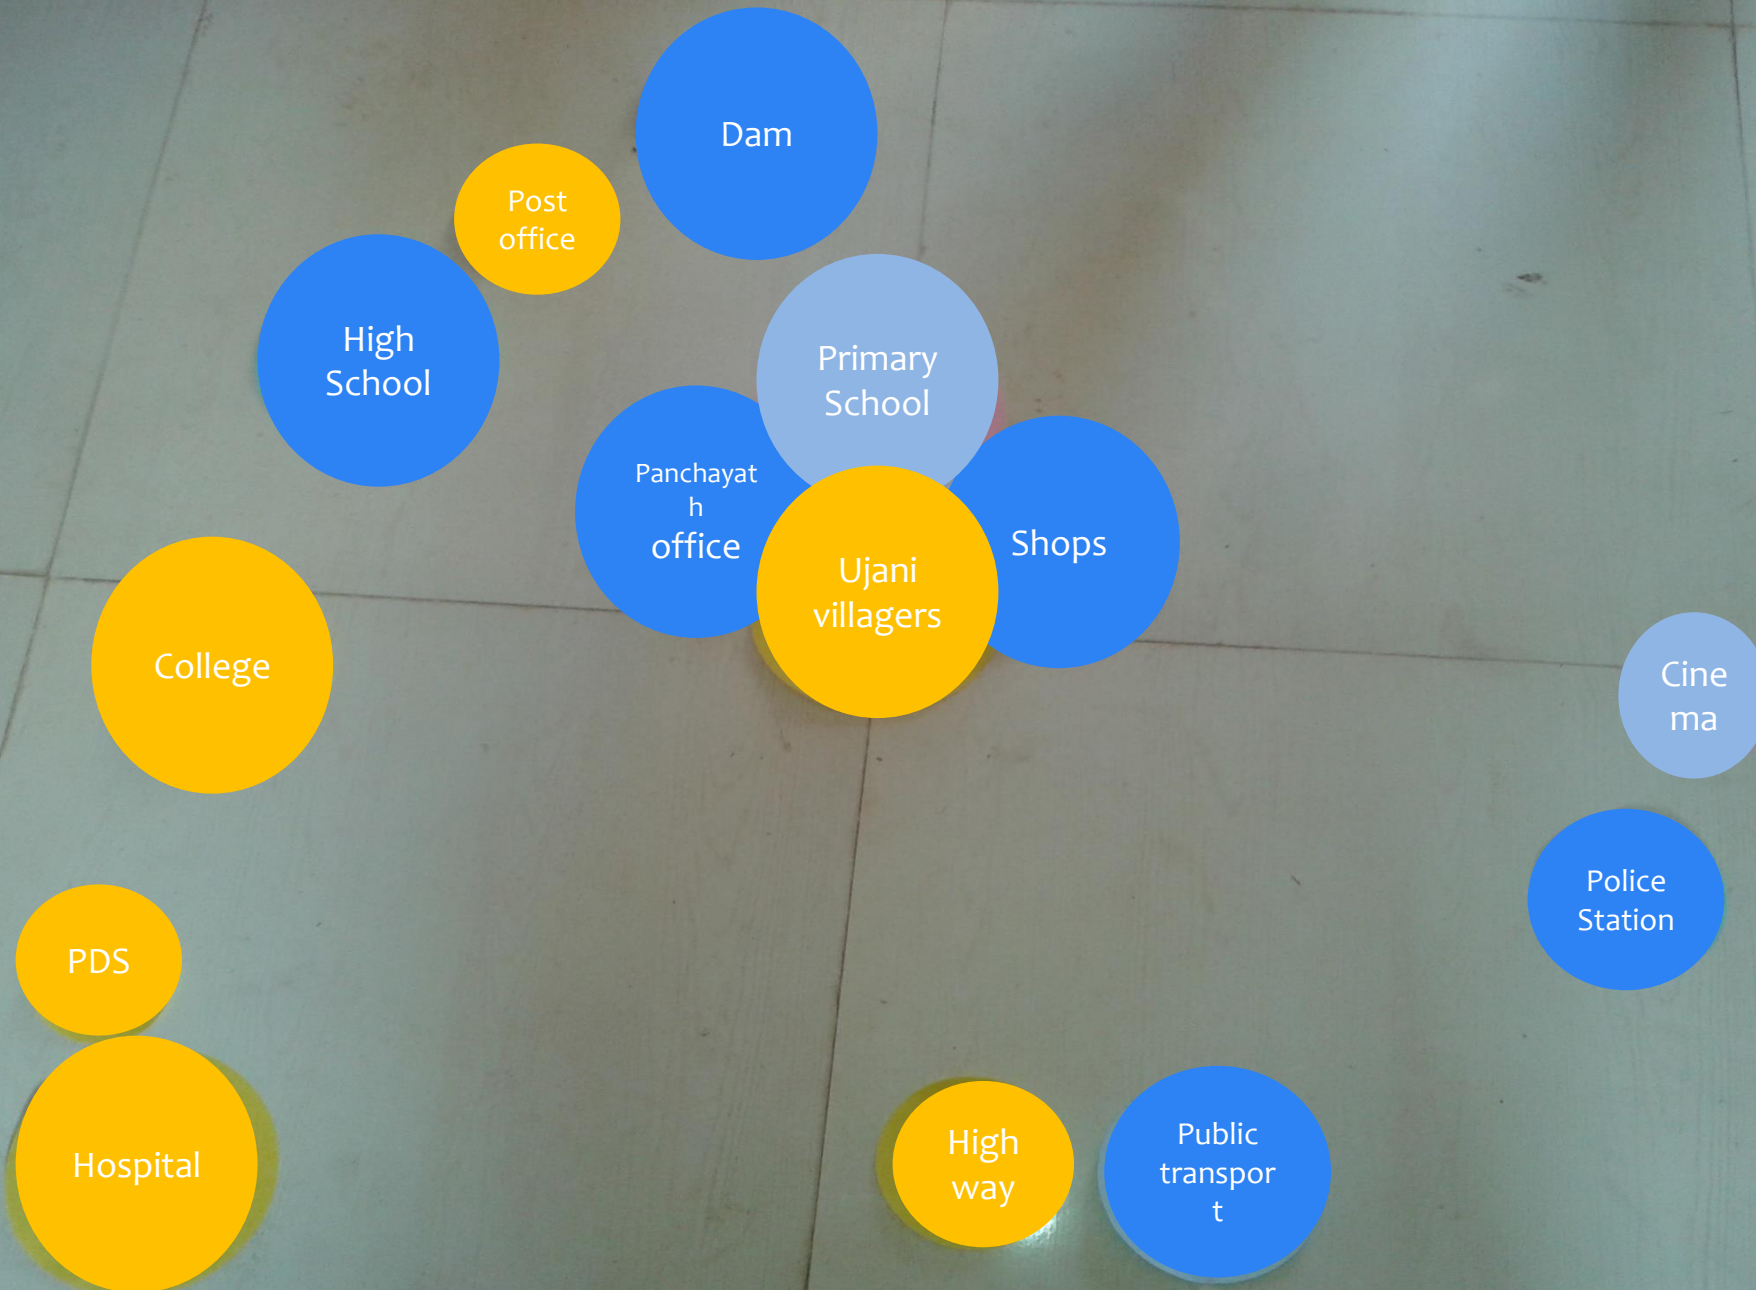 Dam
Post
office
High
School
Primary
School
Panchayat
h
office
Shops
Ujani
villagers
College
Cine
ma
Police
Station
PDS
Hospital
High
way
Public
transpor
t